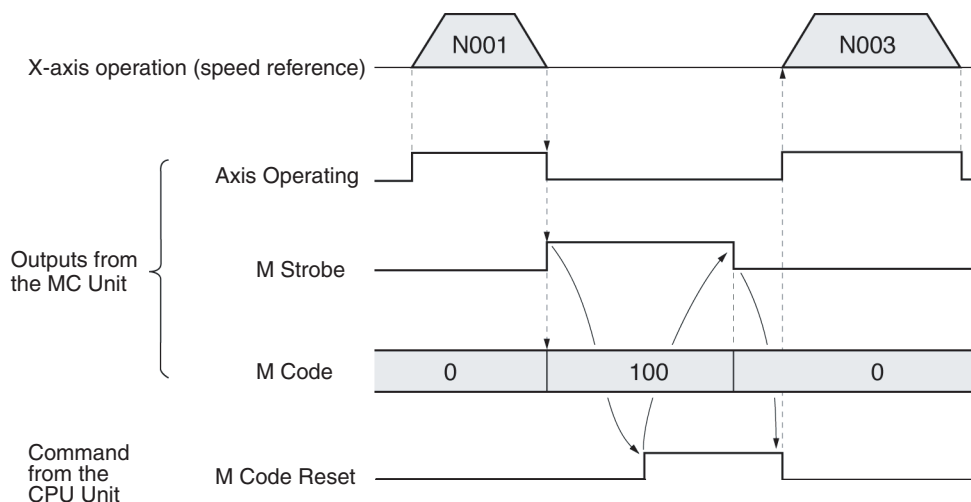 N001
N003
X-axis operation (speed reference)
Axis Operating
Outputs from
the MC Unit
M Strobe
M Code
0
100
0
Command
from the
CPU Unit
M Code Reset